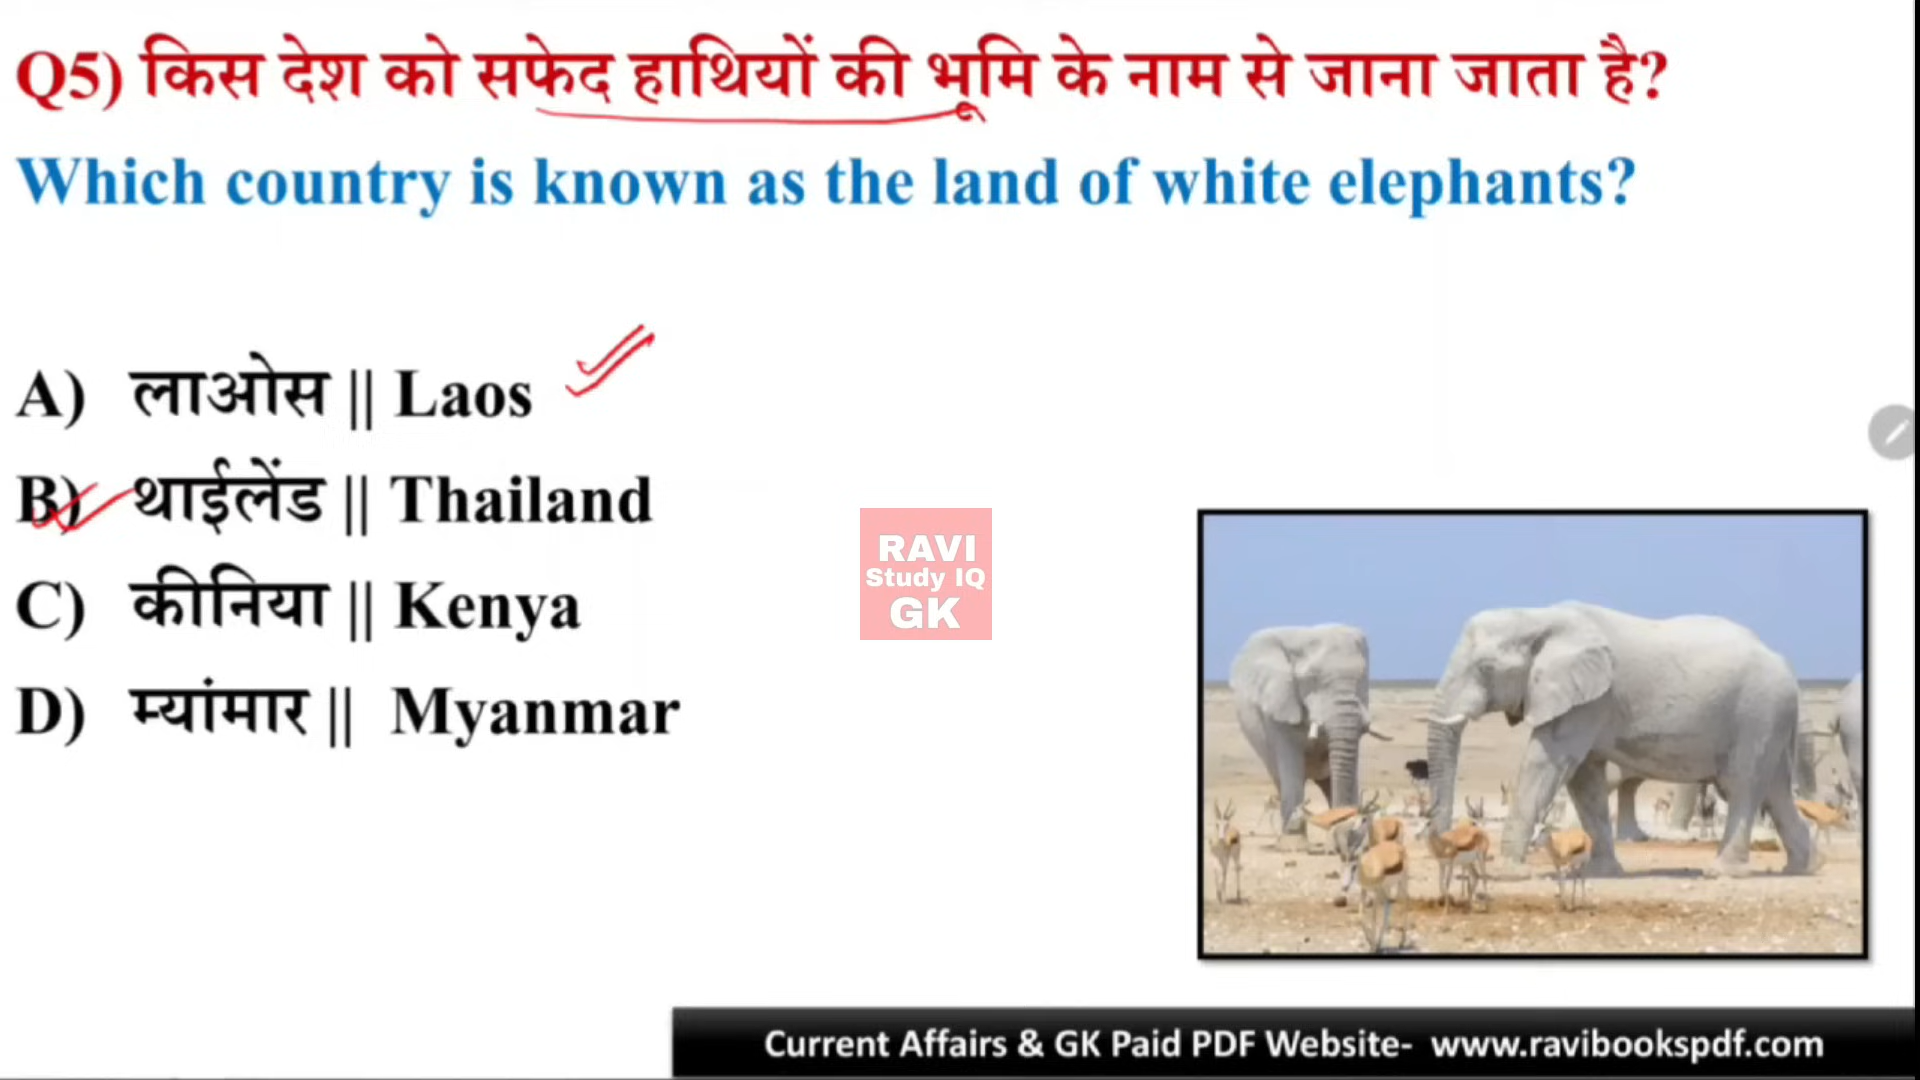 Q5) किस देश को सफेद हाथियों की भूमि के नाम से जाना जाता है?
Which country is known as the land of white elephants?
A) लाओस || Laos
B) थाईलेंड || Thailand
C) कीनिया || Kenya
D) म्यांमार || Myanmar
RAVI
Study IQ
GK
Current Affairs & GK Paid PDF Website- www.ravibookspdf.com